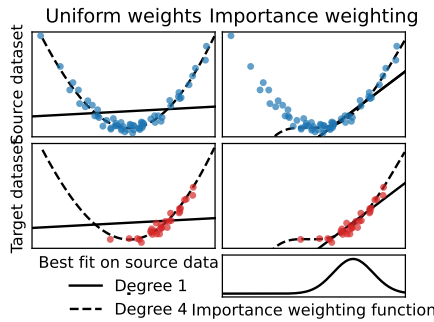 Uniform weights
Importance weighting
Source dataset
Target dataset
Best fit on source data
Degree 1
Degree 4
Importance weighting function